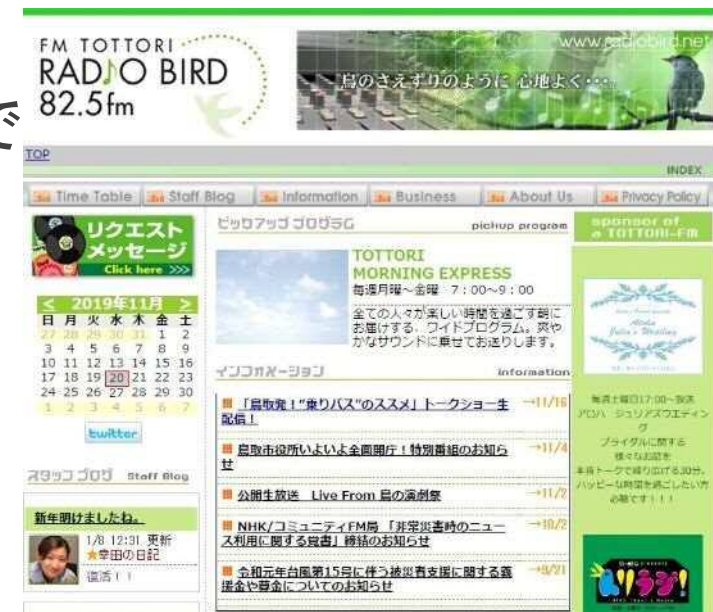 FM TOTTORI
RADIO BIRD
82.5fm
www.radiobird.net
鳥のさえずりのように 心地よく・・・。
で
TOP
INDEX
Time Table
Staff Blog
Information
Business
About Us
Privacy Policy
リクエスト
メッセージ
Click here >>>
< 2019年11月 >
日 月 火 水 木 金 土
27 28 29 30 31 1 2
3 4 5 6 7 8 9
10 11 12 13 14 15 16
17 18 19 20 21 22 23
24 25 26 27 28 29 30
1 2 3 4 5 6 7
twitter
スタッフ ブログ Staff Blog
新年明けましたね。
1/8 12:31 更新
★幸田の日記
復活！！
ピックアップ プログラム pickup program
TOTTORI
MORNING EXPRESS
毎週月曜～金曜 7：00～9：00
全ての人々が楽しい時間を過ごす朝に
お届けする、ワイドプログラム。爽や
かなサウンドに乗せてお送りします。
インフォメーション information
「鳥取発！"乗りバス"のススメ」トークショー生 →11/16
配信！
鳥取市役所いよいよ全面開庁！特別番組のお知ら →11/4
せ
公開生放送 Live From 鳥の演劇祭 →11/2
NHK/コミュニティFM局 「非常災害時のニュー →10/2
ス利用に関する覚書」締結のお知らせ
令和元年台風第15号に伴う被災者支援に関する義 →9/21
援金や募金についてのお知らせ
sponsor of
a TOTTORI-FM
Aloha
Julia's Wedding
毎週土曜日17:00～放送
アロハ ジュリアズウエディン
グ
ブライダルに関する
様々なお話を
本音トークで繰り広げる30分。
ハッピーな時間を過ごしたい方
必聴です！！！